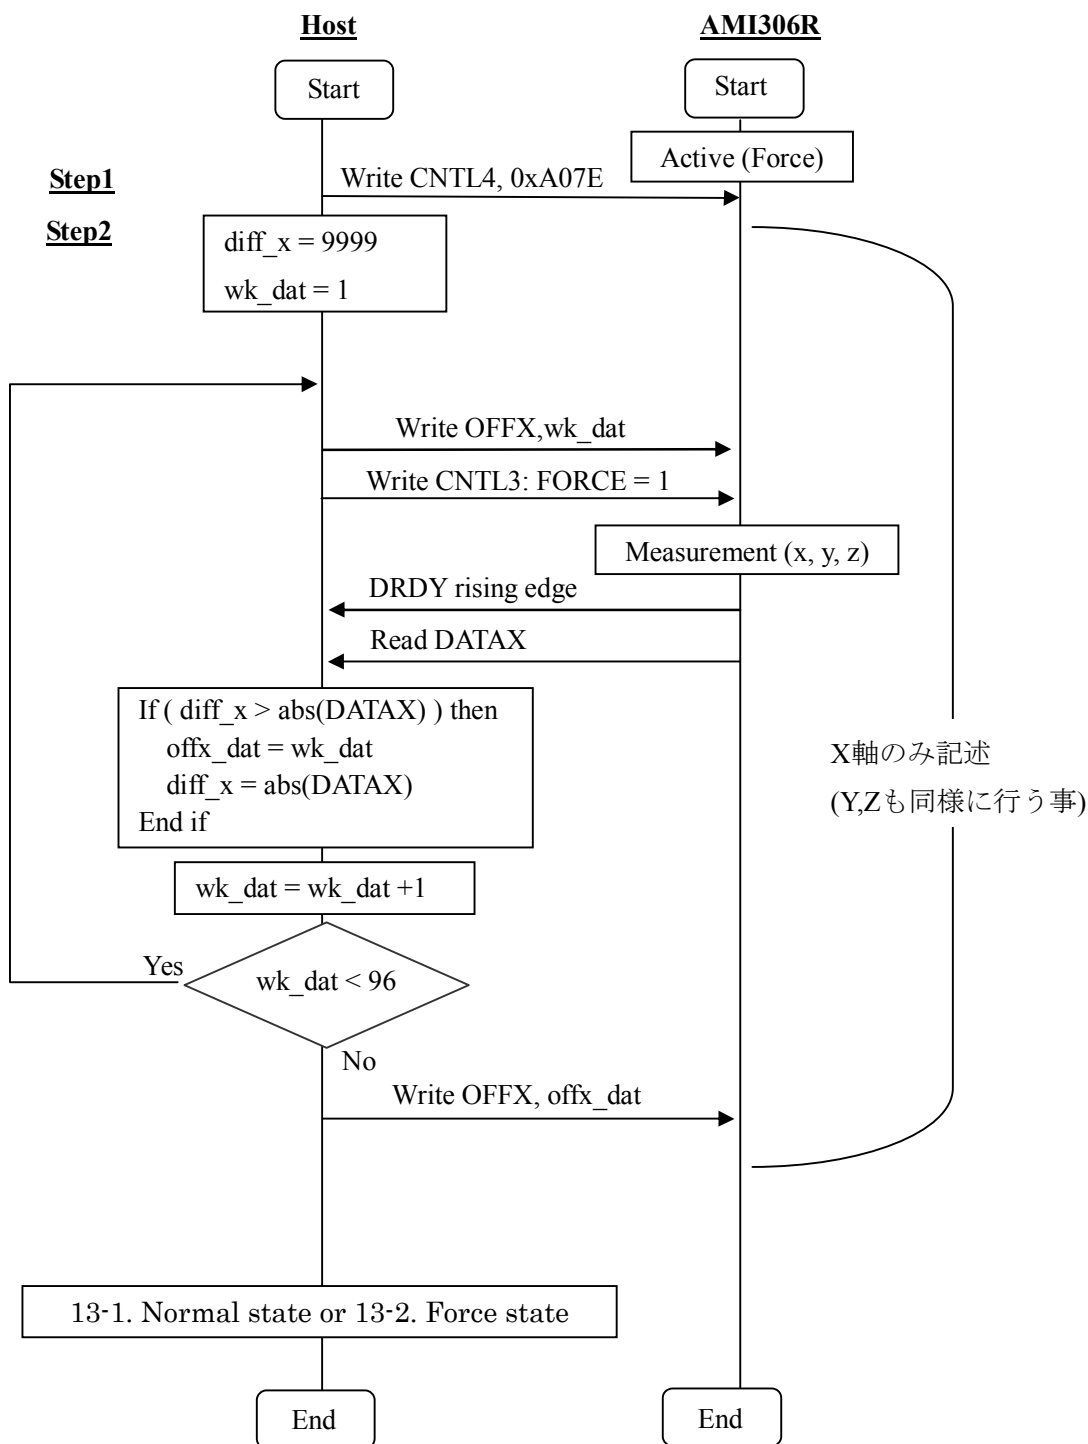 Host
AMI306R
Start
Start
Active (Force)
Step1
Write CNTL4, 0xA07E
Step2
diff_x = 9999
wk_dat = 1
Write OFFX,wk_dat
Write CNTL3: FORCE = 1
Measurement (x, y, z)
DRDY rising edge
Read DATAX
If ( diff_x > abs(DATAX) ) then
offx_dat = wk_dat
diff_x = abs(DATAX)
End if
X軸のみ記述
(Y,Zも同様に行う事)
wk_dat = wk_dat +1
Yes
wk_dat < 96
No
Write OFFX, offx_dat
13-1. Normal state or 13-2. Force state
End
End